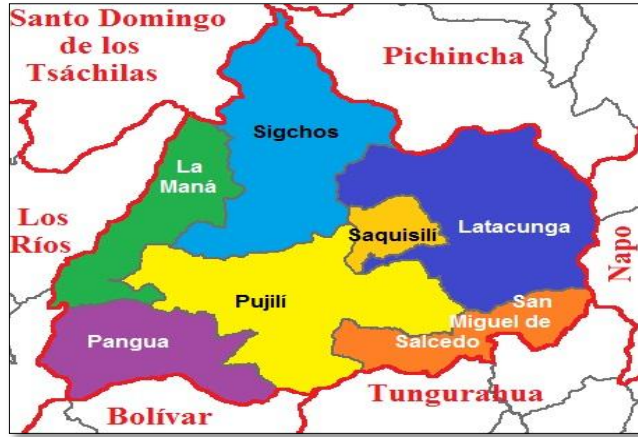 Santo Domingo
de los
Tsáchilas
Pichincha
Sigchos
La
Maná
Los
Ríos
Saquisilí
Latacunga
Napo
Pujilí
San
Miguel de
Salcedo
Pangua
Tungurahua
Bolívar